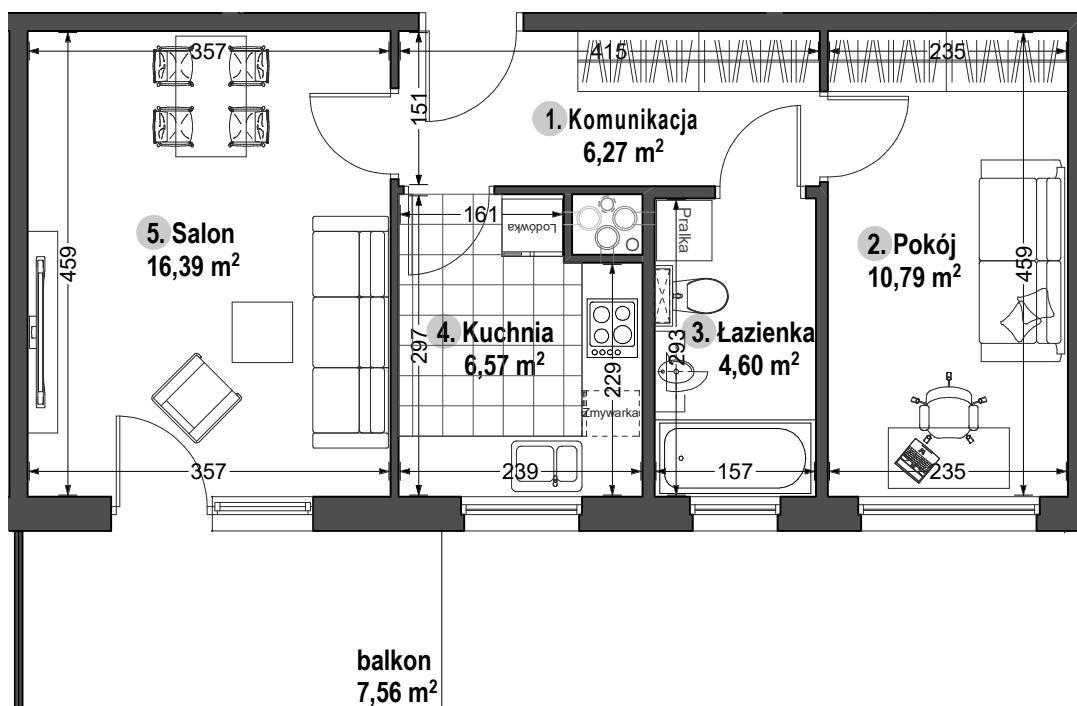 357
415
235
151
1. Komunikacja
6,27 m²
459
5. Salon
16,39 m²
161
Lodówka
Pralka
2. Pokój
10,79 m²
459
297
4. Kuchnia
6,57 m²
229
293
3. Łazienka
4,60 m²
Zmywarka
357
239
157
235
balkon
7,56 m²